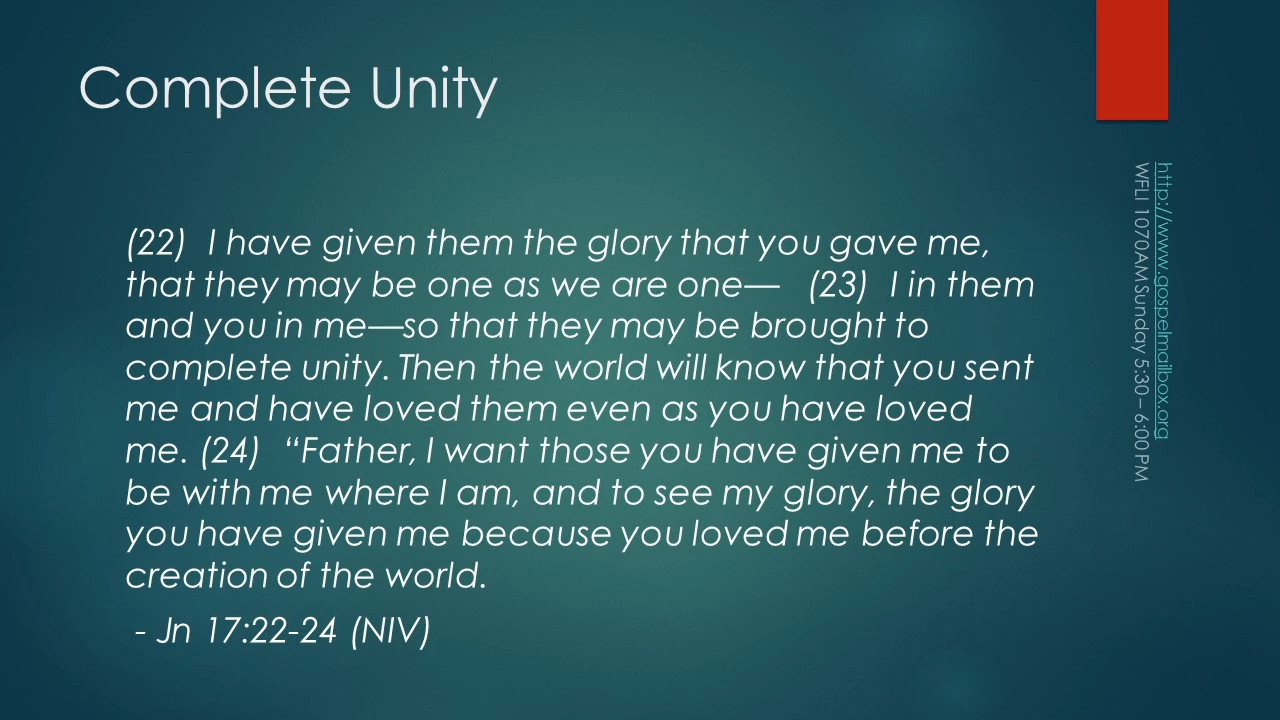 Complete Unity
(22)  I have given them the glory that you gave me,
that they may be one as we are one—   (23)  I in them
and you in me—so that they may be brought to
complete unity. Then the world will know that you sent
me and have loved them even as you have loved
me. (24)  “Father, I want those you have given me to
be with me where I am, and to see my glory, the glory
you have given me because you loved me before the
creation of the world.
- Jn 17:22-24 (NIV)
http://www.gospelmailbox.org
WFLI 1070AMSunday 5:30 – 6:00 PM